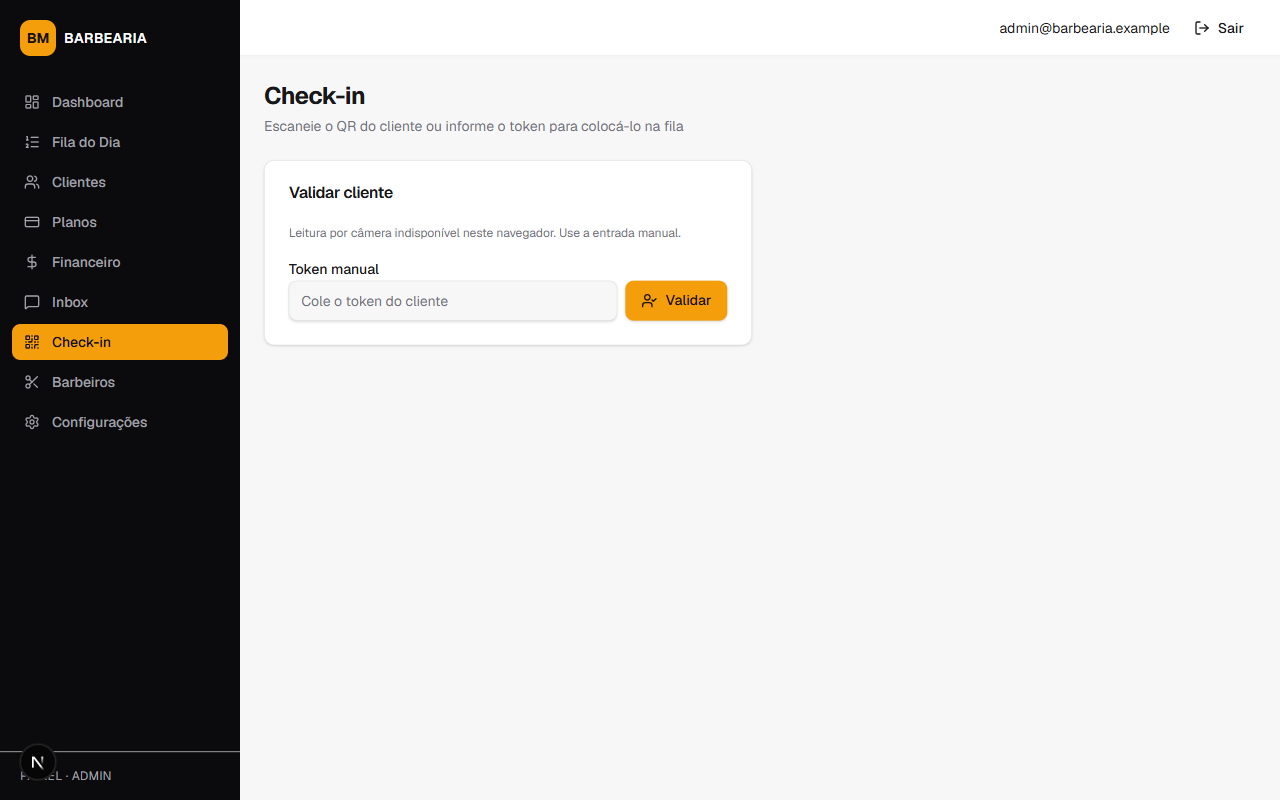 BM BARBEARIA
Dashboard
Fila do Dia
Clientes
Planos
Financeiro
Inbox
Check-in
Barbeiros
Configurações
N
· ADMIN
admin@barbearia.example
Sair
Check-in
Escaneie o QR do cliente ou informe o token para colocá-lo na fila
Validar cliente
Leitura por câmera indisponível neste navegador. Use a entrada manual.
Token manual
Cole o token do cliente
Validar